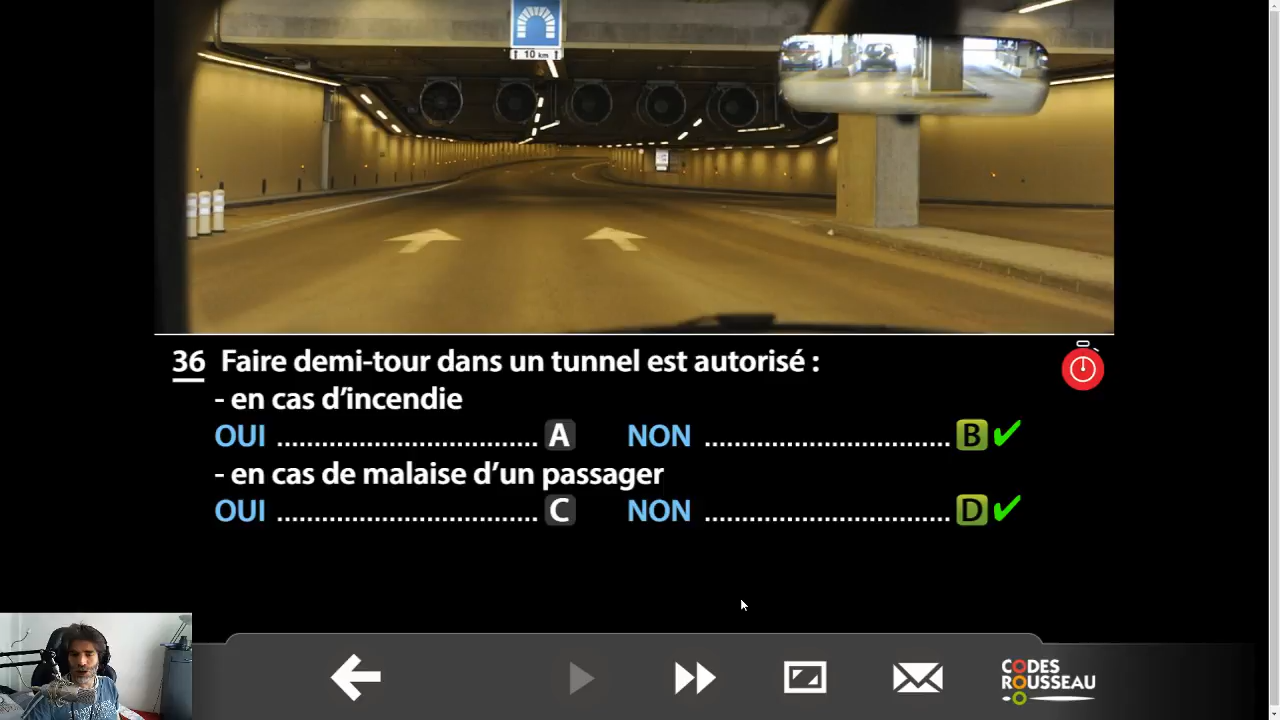 10 km
36 Faire demi-tour dans un tunnel est autorisé :
- en cas d'incendie
OUI .................................. A NON ................................ B ✔
- en cas de malaise d'un passager
OUI .................................. C NON ................................ D ✔
CODES
ROUSSEAU